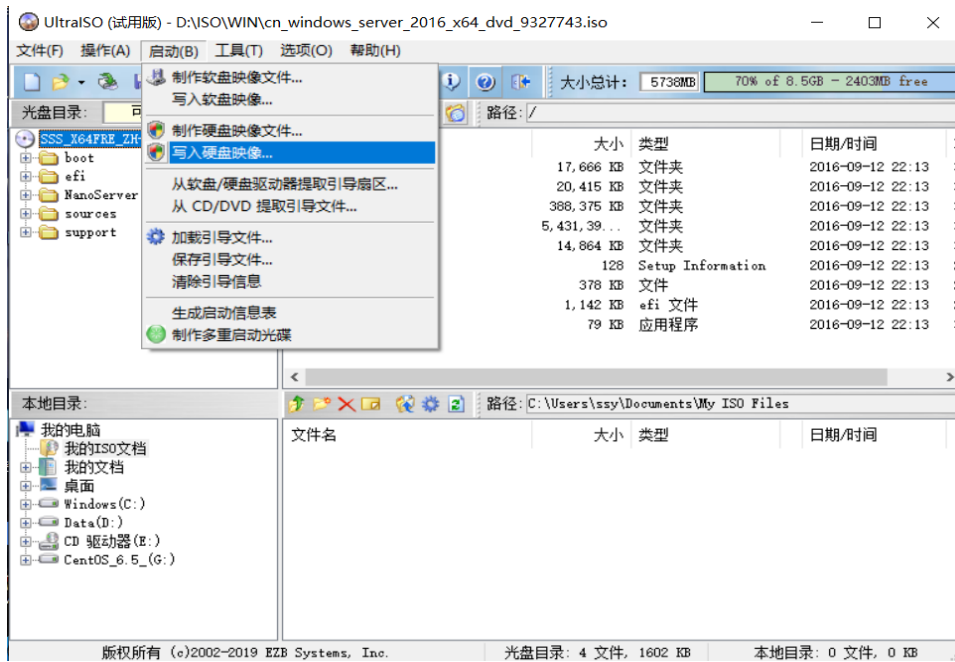 UltraISO (试用版) - D:\ISO\WIN\cn_windows_server_2016_x64_dvd_9327743.iso
文件(F) 操作(A) 启动(B) 工具(T) 选项(O) 帮助(H)
大小总计: 5738MB 70% of 8.5GB - 2403MB free
光盘目录: 路径: /
SSS_X64FRE_ZH-
boot
efi
NanoServer
sources
support
制作软盘映像文件...
写入软盘映像...
制作硬盘映像文件...
写入硬盘映像...
从软盘/硬盘驱动器提取引导扇区...
从 CD/DVD 提取引导文件...
加载引导文件...
保存引导文件...
清除引导信息
生成启动信息表
制作多重启动光碟
大小 类型 日期/时间
17,666 KB 文件夹 2016-09-12 22:13
20,415 KB 文件夹 2016-09-12 22:13
388,375 KB 文件夹 2016-09-12 22:13
5,431,39... 文件夹 2016-09-12 22:13
14,864 KB 文件夹 2016-09-12 22:13
128 Setup Information 2016-09-12 22:13
378 KB 文件 2016-09-12 22:13
1,142 KB efi 文件 2016-09-12 22:13
79 KB 应用程序 2016-09-12 22:13
本地目录: 路径: C:\Users\ssy\Documents\My ISO Files
我的电脑
我的ISO文档
我的文档
桌面
Windows(C:)
Data(D:)
CD 驱动器(E:)
CentOS_6.5_(G:)
文件名 大小 类型 日期/时间
版权所有 (c)2002-2019 EZB Systems, Inc. 光盘目录: 4 文件, 1602 KB 本地目录: 0 文件, 0 KB